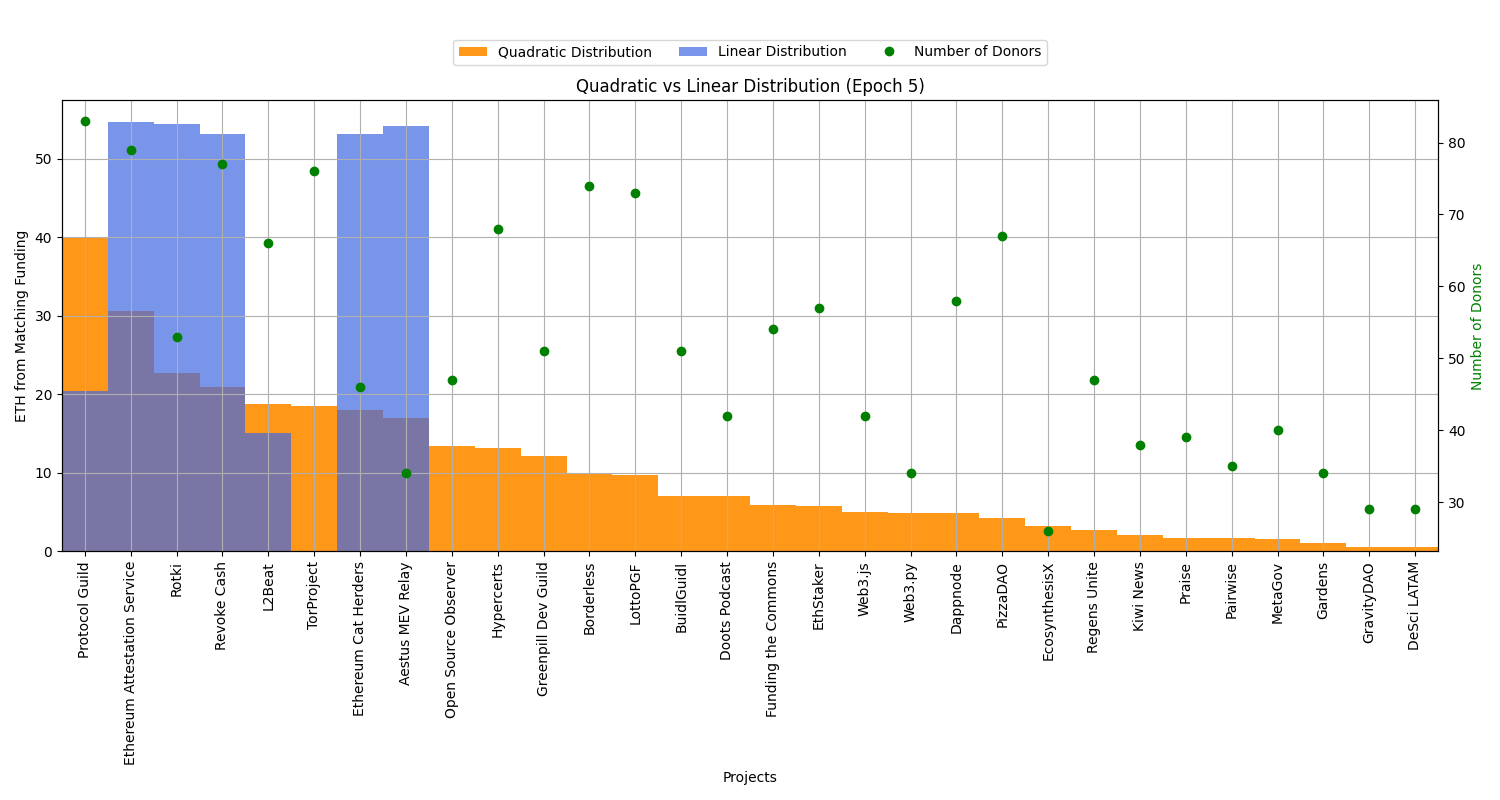 Quadratic Distribution
Linear Distribution
Number of Donors
Quadratic vs Linear Distribution (Epoch 5)
ETH from Matching Funding
50
40
30
20
10
0
80
70
60
50
40
30
Number of Donors
Protocol Guild
Ethereum Attestation Service
Rotki
Revoke Cash
L2Beat
TorProject
Ethereum Cat Herders
Aestus MEV Relay
Open Source Observer
Hypercerts
Greenpill Dev Guild
Borderless
LottoPGF
BuidlGuidl
Doots Podcast
Funding the Commons
EthStaker
Web3.js
Web3.py
Dappnode
PizzaDAO
EcosynthesisX
Regens Unite
Kiwi News
Praise
Pairwise
MetaGov
Gardens
GravityDAO
DeSci LATAM
Projects